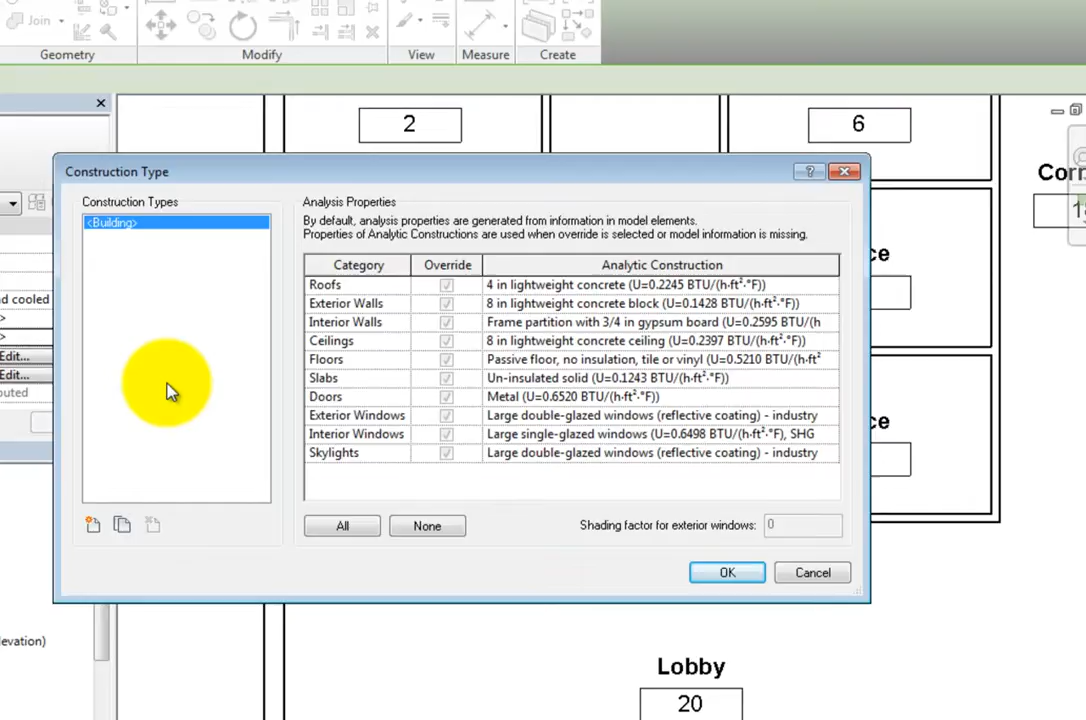 Join
Geometry
Modify
View
Measure
Create
2
6
Construction Type
Construction Types
<Building>
Analysis Properties
By default, analysis properties are generated from information in model elements.
Properties of Analytic Constructions are used when override is selected or model information is missing.
Category Override Analytic Construction
Roofs 4 in lightweight concrete (U=0.2245 BTU/(h·ft²·°F))
Exterior Walls 8 in lightweight concrete block (U=0.1428 BTU/(h·ft²·°F))
Interior Walls Frame partition with 3/4 in gypsum board (U=0.2595 BTU/(h
Ceilings 8 in lightweight concrete ceiling (U=0.2397 BTU/(h·ft²·°F))
Floors Passive floor, no insulation, tile or vinyl (U=0.5210 BTU/(h·ft²
Slabs Un-insulated solid (U=0.1243 BTU/(h·ft²·°F))
Doors Metal (U=0.6520 BTU/(h·ft²·°F))
Exterior Windows Large double-glazed windows (reflective coating) - industry
Interior Windows Large single-glazed windows (U=0.6498 BTU/(h·ft²·°F), SHG
Skylights Large double-glazed windows (reflective coating) - industry
All None
Shading factor for exterior windows: 0
OK Cancel
nd cooled
>
>
Edit...
Edit...
outed
levation)
Corr
ce
ce
Lobby
20